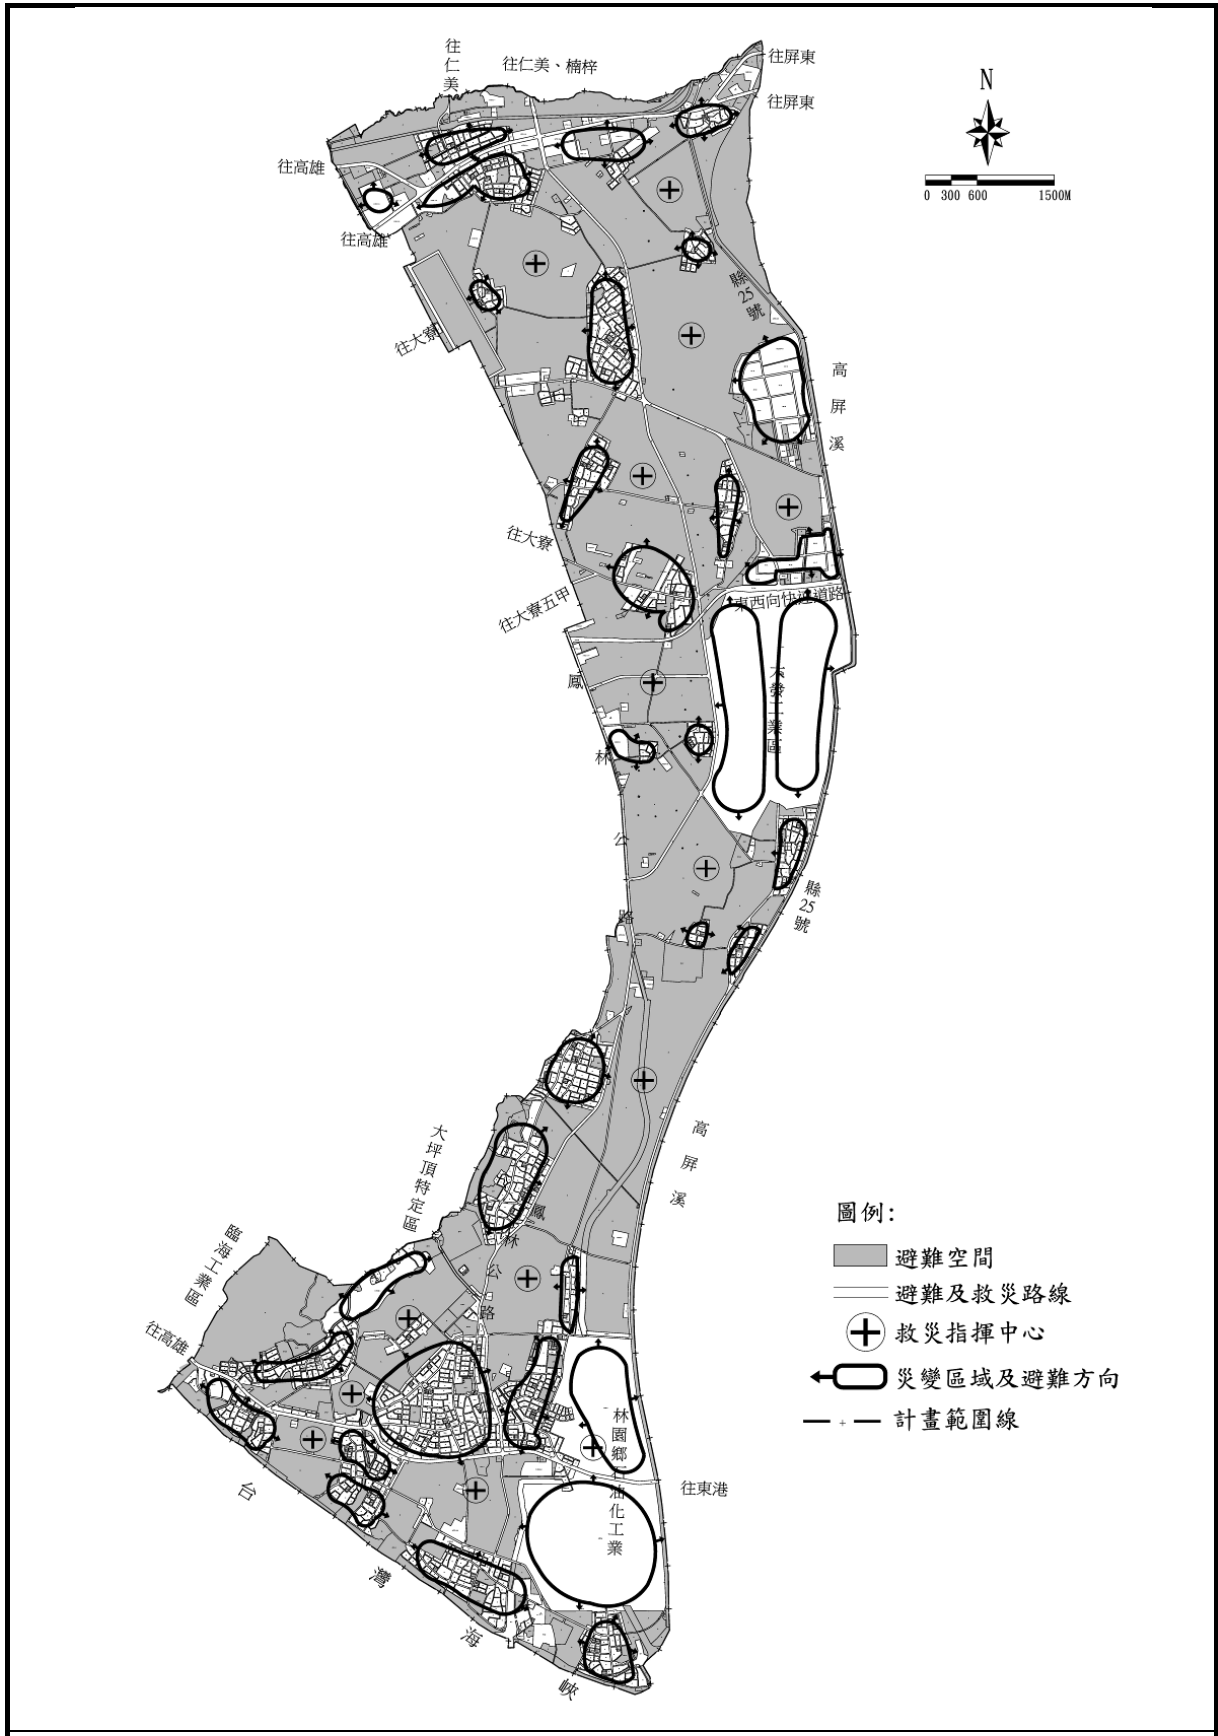 往仁美
往仁美、楠梓
往屏東
往屏東
N
0 300 600 1500M
往高雄
往高雄
往大寮
縣25號
高屏溪
往大寮
往大寮五甲
東西向快速道路
大發工業區
鳳林公路
縣25號
高屏溪
大坪頂特定區
鳳林公路
臨海工業區
往高雄
林園鄉石油化工業
往東港
台灣海峽
圖例:
避難空間
避難及救災路線
救災指揮中心
災變區域及避難方向
計畫範圍線